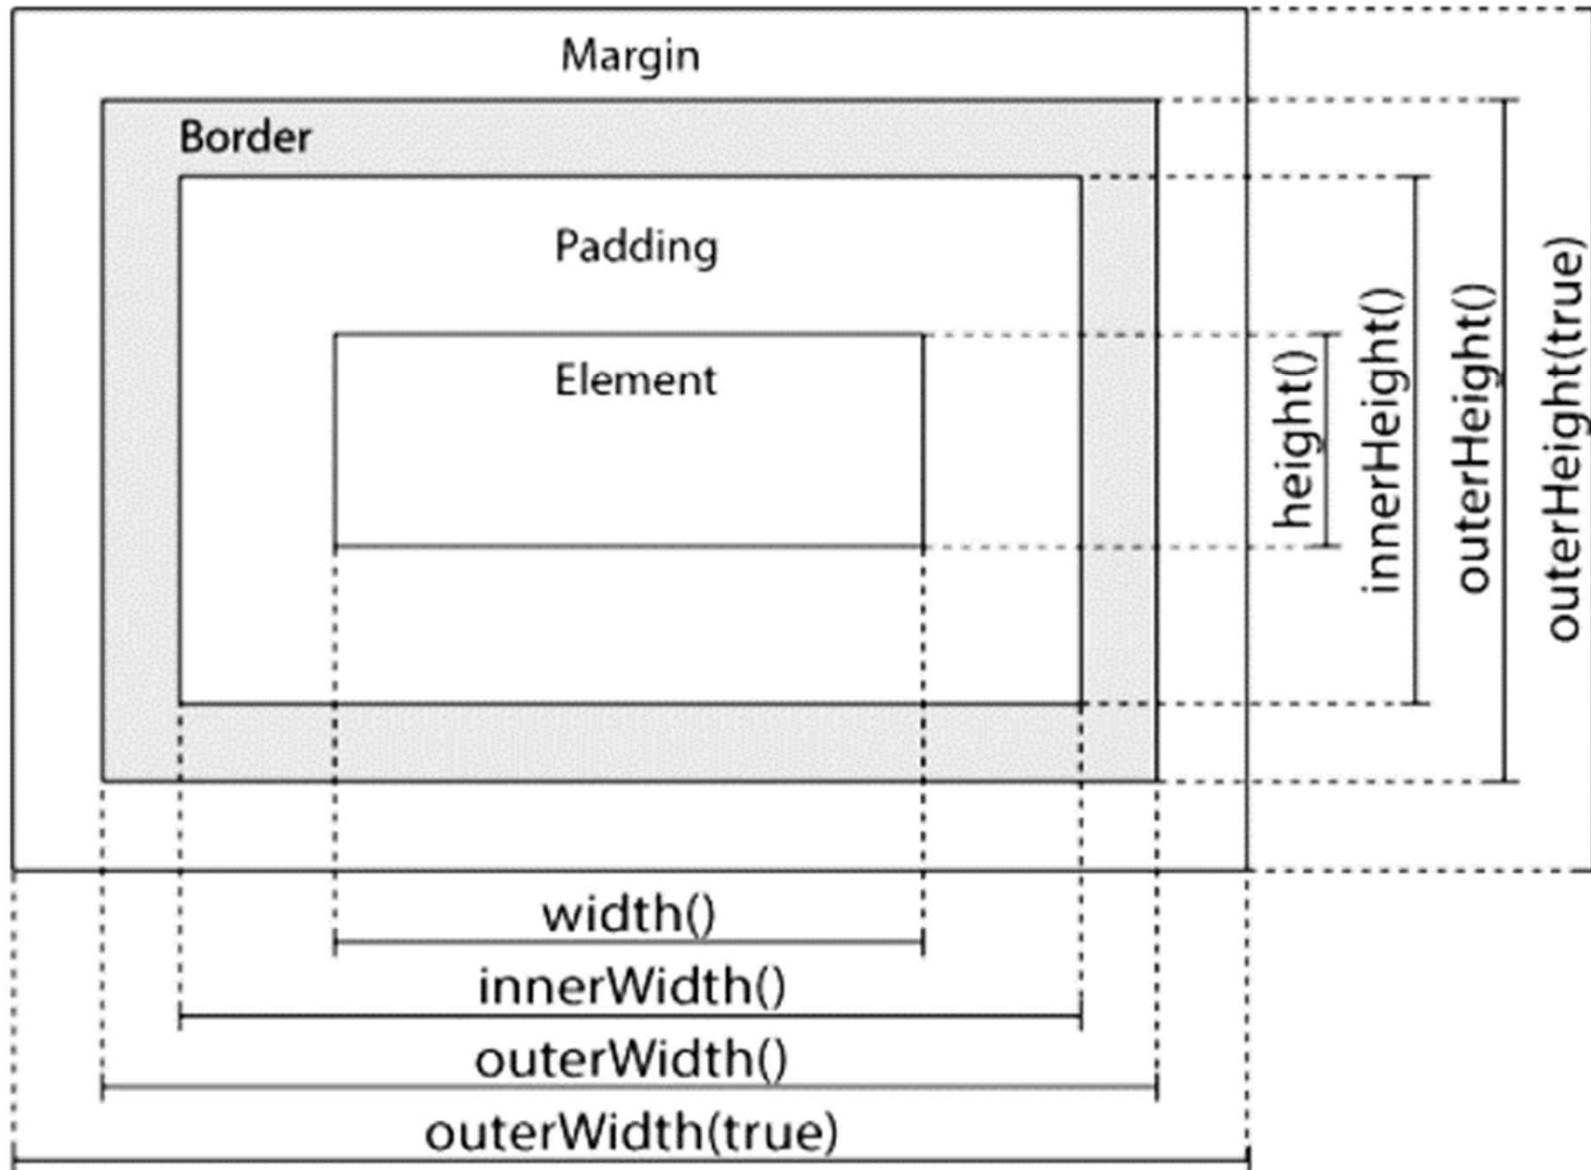 Margin
Border
Padding
Element
height()
innerHeight()
outerHeight()
outerHeight(true)
width()
innerWidth()
outerWidth()
outerWidth(true)